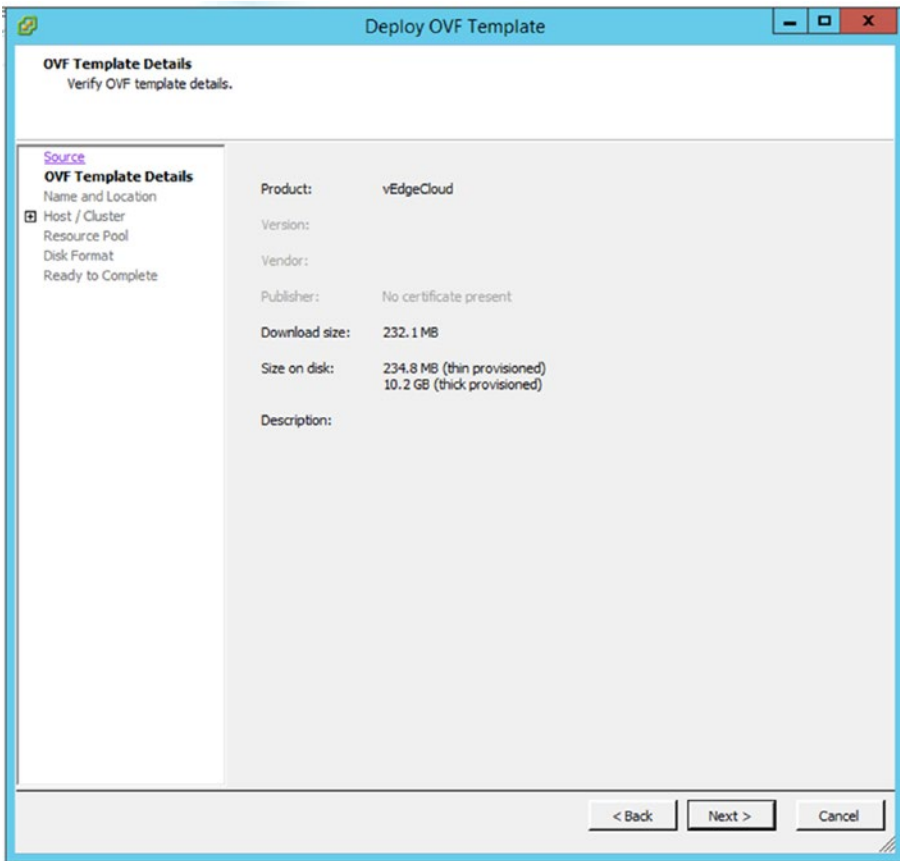 Deploy OVF Template
x
OVF Template Details
Verify OVF template details.
Source
OVF Template Details
Name and Location
Host / Cluster
Resource Pool
Disk Format
Ready to Complete
Product: vEdgeCloud
Version:
Vendor:
Publisher: No certificate present
Download size: 232.1 MB
Size on disk: 234.8 MB (thin provisioned)
10.2 GB (thick provisioned)
Description:
< Back
Next >
Cancel